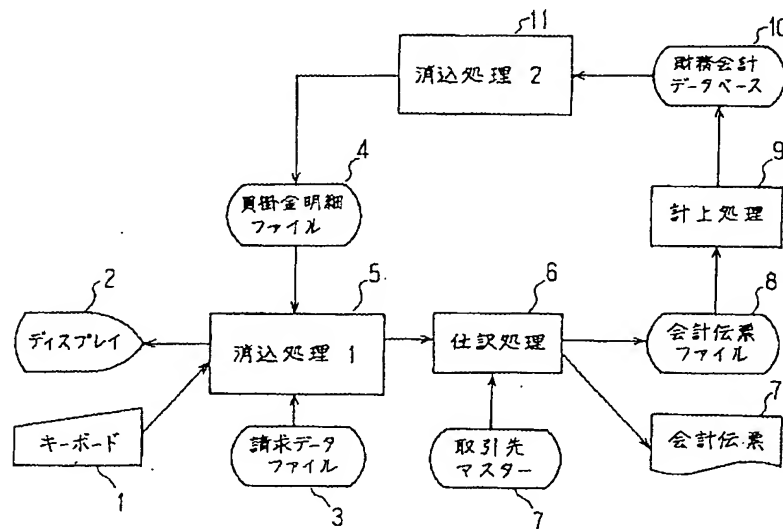 11
消込処理 2
10
財務会計
データベース
4
買掛金明細
ファイル
9
計上処理
2
ディスプレイ
5
消込処理 1
6
仕訳処理
8
会計伝票
ファイル
キーボード
1
請求データ
ファイル
3
取引先
マスター
7
7
会計伝票